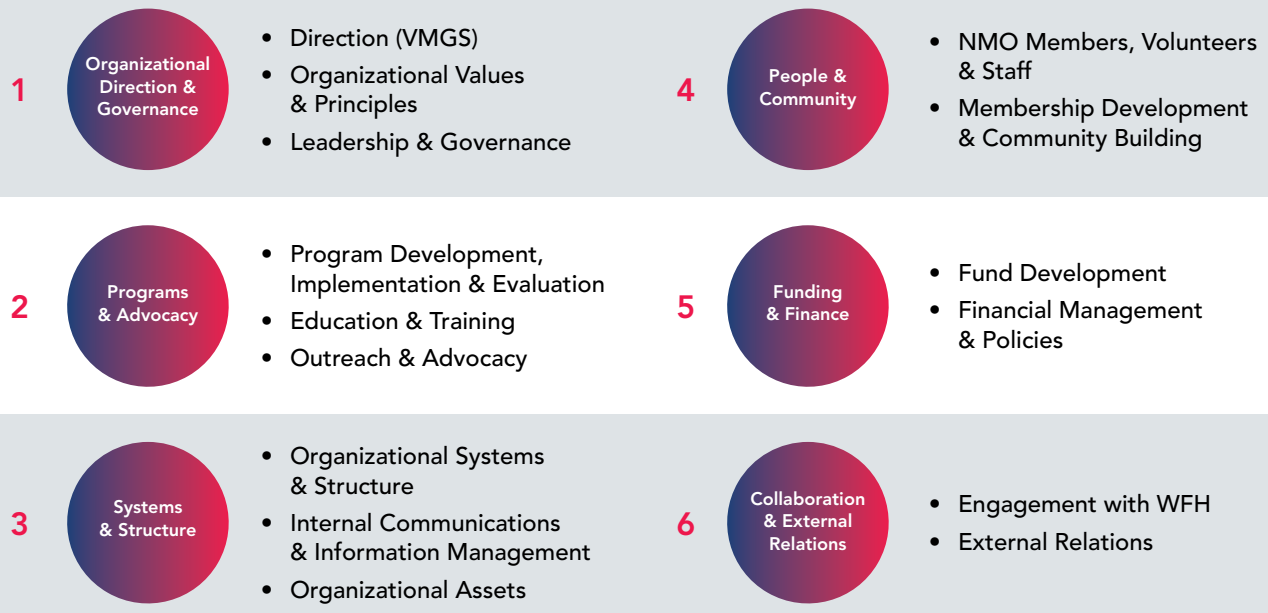 1
Organizational
Direction &
Governance
• Direction (VMGS)
• Organizational Values
& Principles
• Leadership & Governance
2
Programs
& Advocacy
• Program Development,
Implementation & Evaluation
• Education & Training
• Outreach & Advocacy
3
Systems
& Structure
• Organizational Systems
& Structure
• Internal Communications
& Information Management
• Organizational Assets
4
People &
Community
• NMO Members, Volunteers
& Staff
• Membership Development
& Community Building
5
Funding
& Finance
• Fund Development
• Financial Management
& Policies
6
Collaboration
& External
Relations
• Engagement with WFH
• External Relations